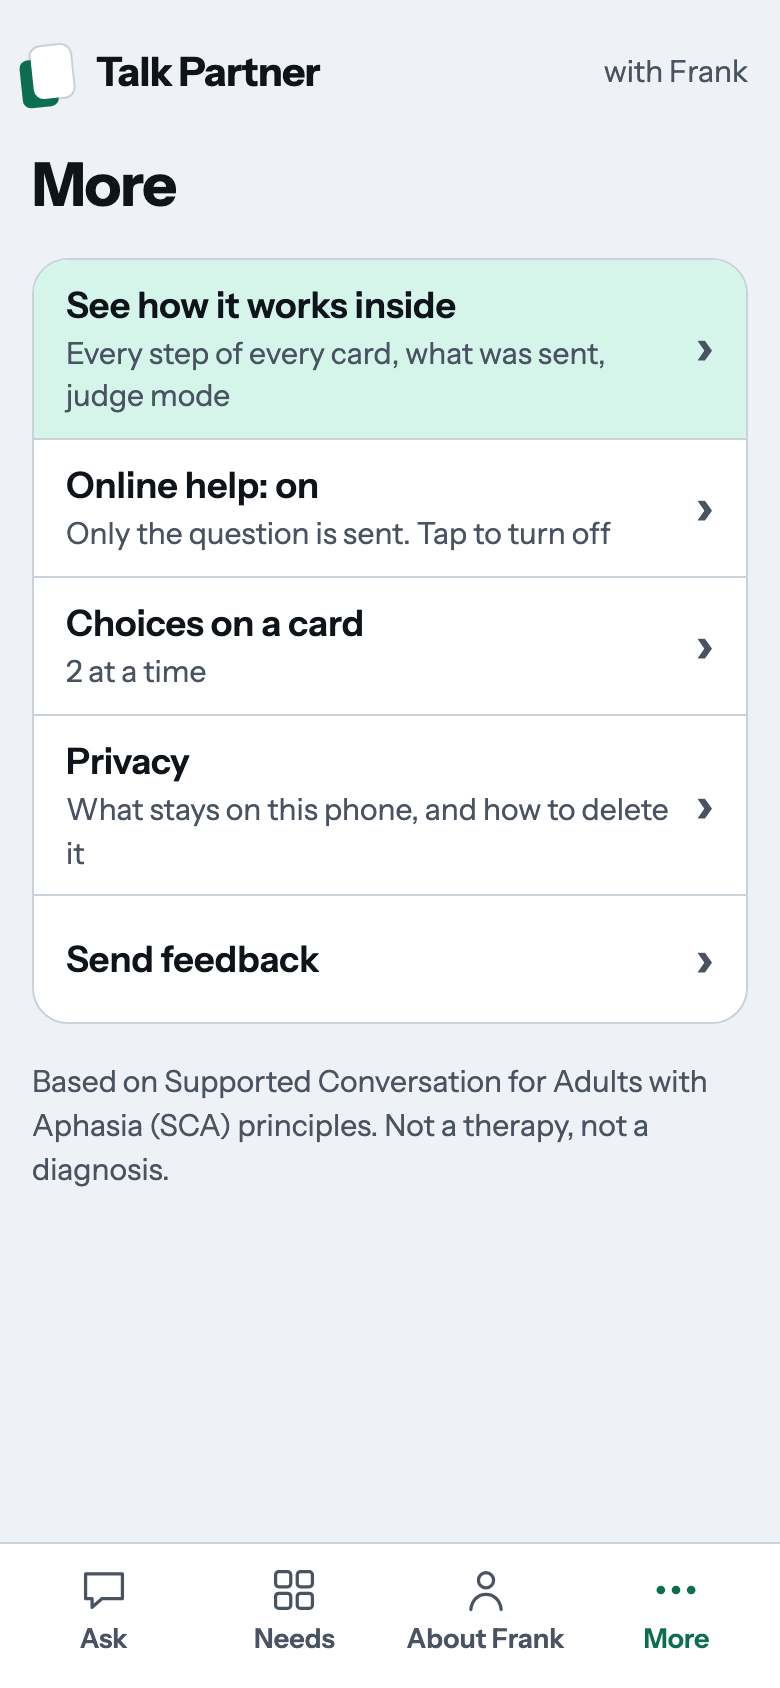 Talk Partner
with Frank
More
See how it works inside
Every step of every card, what was sent,
judge mode
Online help: on
Only the question is sent. Tap to turn off
Choices on a card
2 at a time
Privacy
What stays on this phone, and how to delete
it
Send feedback
Based on Supported Conversation for Adults with
Aphasia (SCA) principles. Not a therapy, not a
diagnosis.
Ask
Needs
About Frank
More